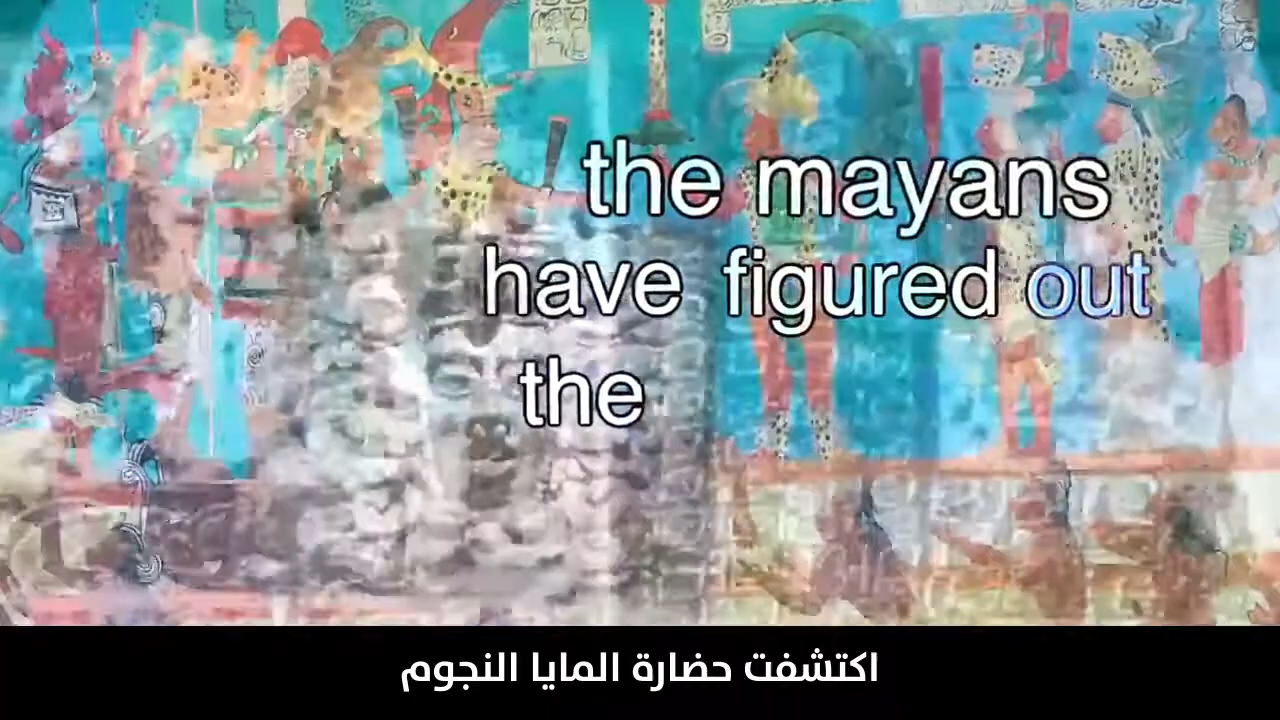 the mayans
have figured out
the
اكتشفت حضارة المايا النجوم